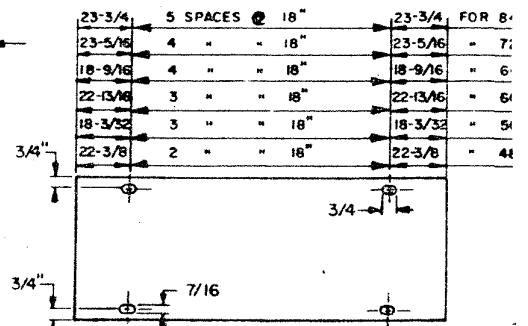 23-3/4 5 SPACES @ 18" 23-3/4 FOR 84
23-5/16 4 " " 18" 23-5/16 " 72
18-9/16 4 " " 18" 18-9/16 " 6
22-13/16 3 " " 18" 22-13/16 " 60
18-3/32 3 " " 18" 18-3/32 " 50
22-3/8 2 " " 18" 22-3/8 " 48
3/4"
3/4
3/4"
7/16